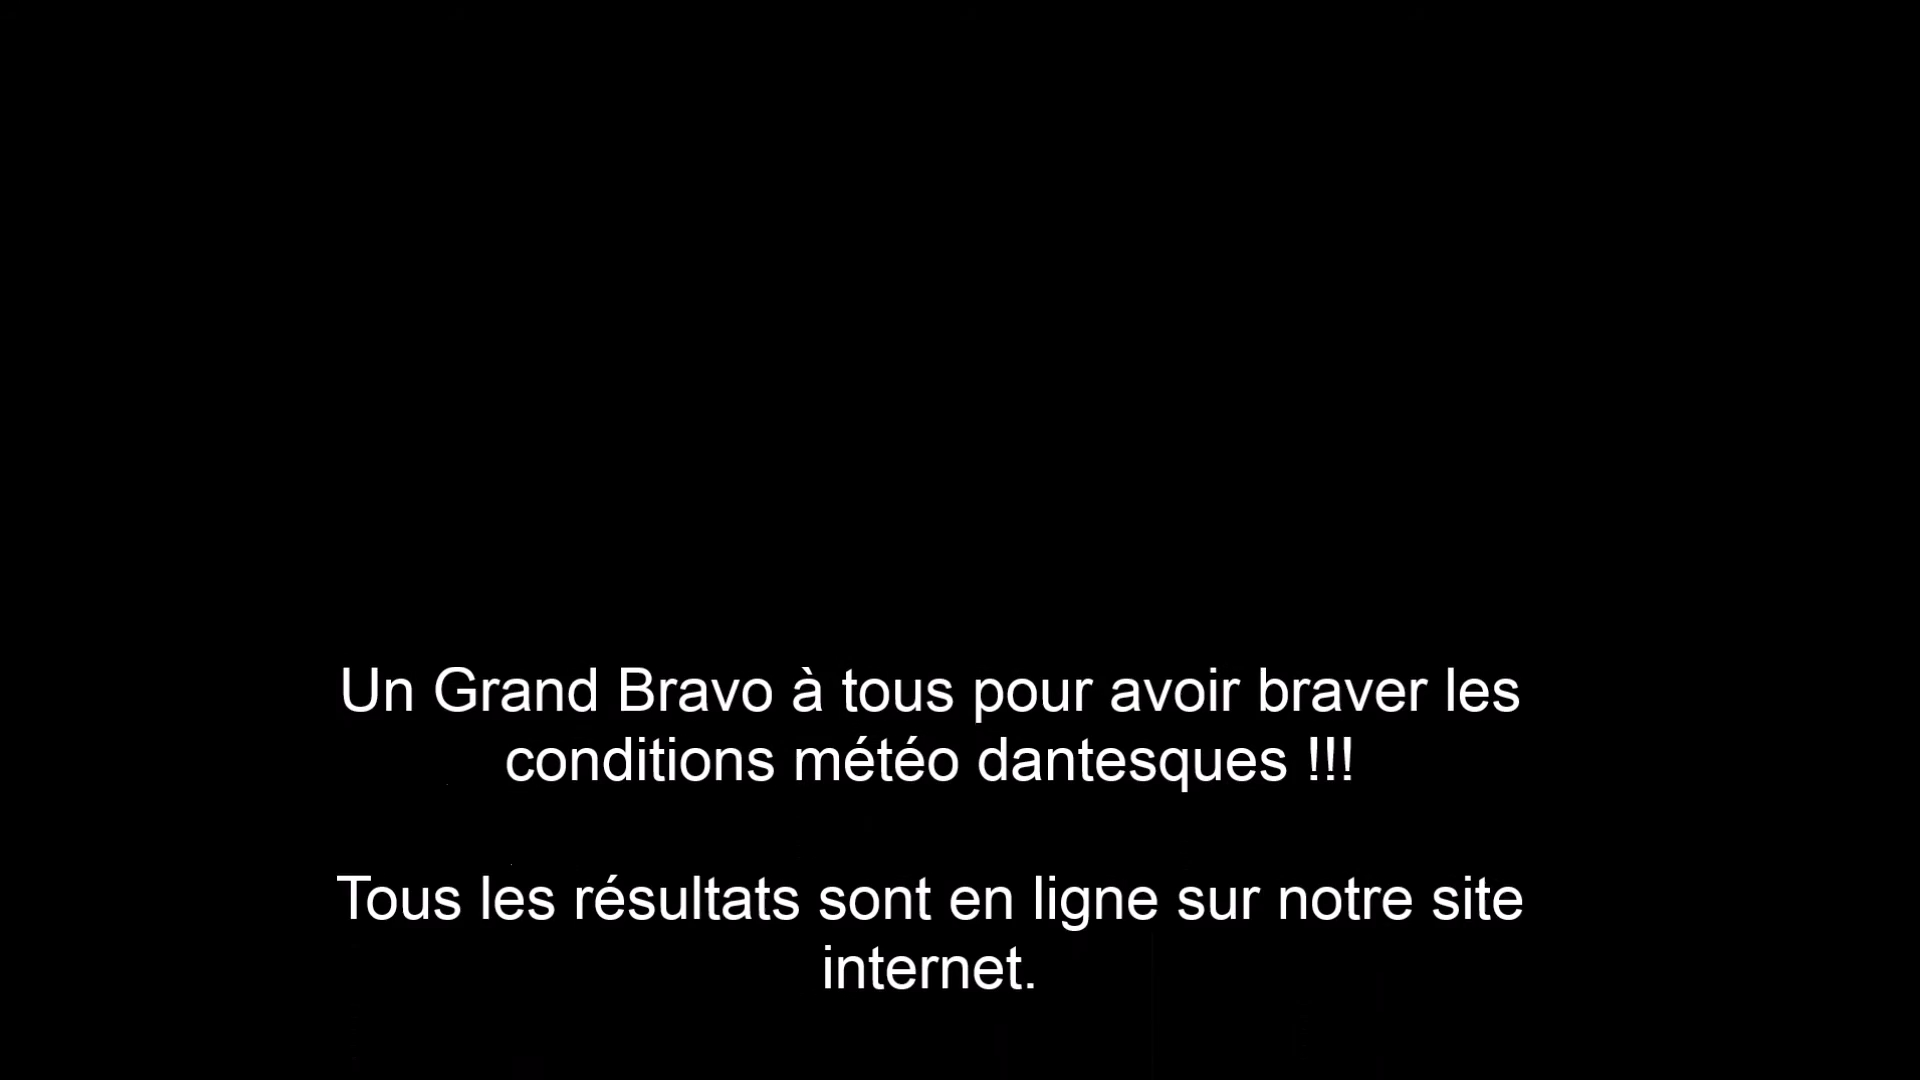 Un Grand Bravo à tous pour avoir braver les
conditions météo dantesques !!!
Tous les résultats sont en ligne sur notre site
internet.